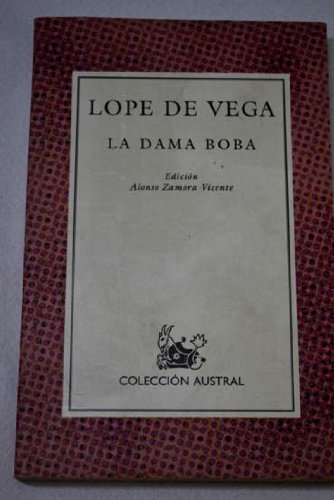 LOPE DE VEGA
LA DAMA BOBA
Edición
Alonso Zamora Vicente
COLECCIÓN AUSTRAL